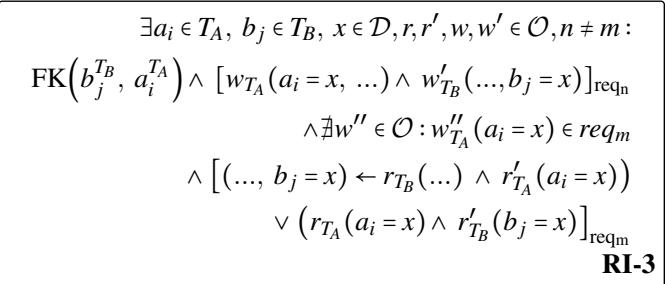 ∃a_i ∈ T_A, b_j ∈ T_B, x ∈ 𝒟, r, r′, w, w′ ∈ 𝒪, n ≠ m :
FK(b_j^{T_B}, a_i^{T_A}) ∧ [w_{T_A}(a_i = x, ...) ∧ w′_{T_B}(..., b_j = x)]_{req_n}
∧∄w″ ∈ 𝒪 : w″_{T_A}(a_i = x) ∈ req_m
∧ [(..., b_j = x) ← r_{T_B}(...) ∧ r′_{T_A}(a_i = x))
∨ (r_{T_A}(a_i = x) ∧ r′_{T_B}(b_j = x)]_{req_m}
RI-3